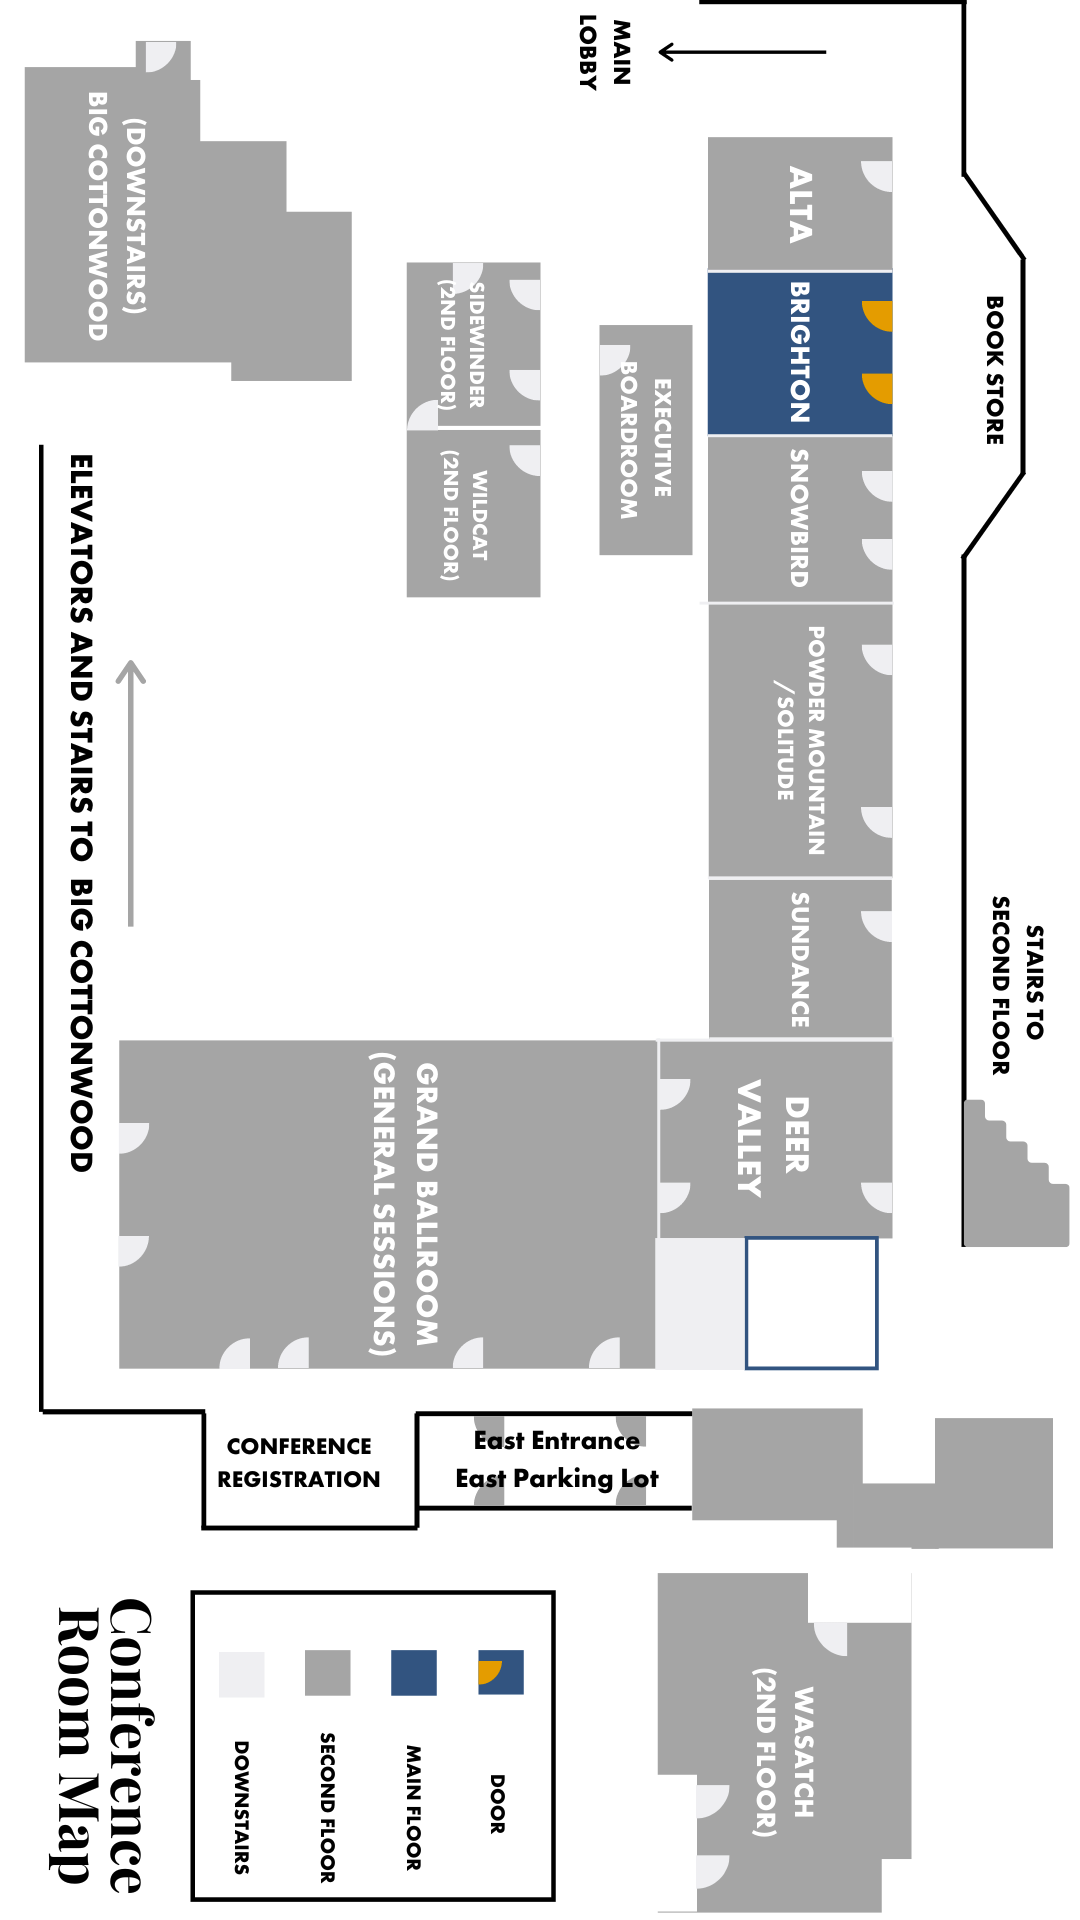 STAIRS TO
SECOND FLOOR
BOOK STORE
MAIN
LOBBY
ALTA
BRIGHTON
SNOWBIRD
POWDER MOUNTAIN
/SOLITUDE
SUNDANCE
DEER
VALLEY
EXECUTIVE
BOARDROOM
SIDEWINDER
(2ND FLOOR)
WILDCAT
(2ND FLOOR)
(DOWNSTAIRS)
BIG COTTONWOOD
GRAND BALLROOM
(GENERAL SESSIONS)
ELEVATORS AND STAIRS TO BIG COTTONWOOD
East Entrance
East Parking Lot
CONFERENCE
REGISTRATION
WASATCH
(2ND FLOOR)
DOOR
MAIN FLOOR
SECOND FLOOR
DOWNSTAIRS
Conference
Room Map